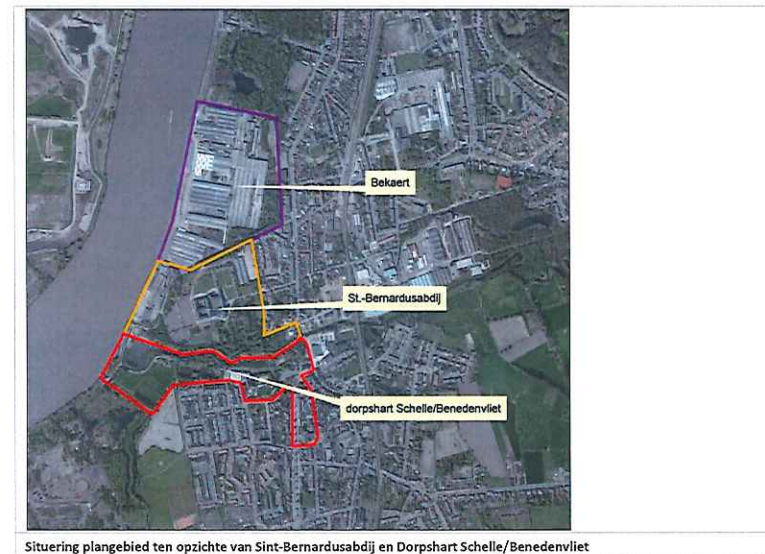 Bekaert
St.-Bernardusabdij
dorpshart Schelle/Benedenvliet
Situering plangebied ten opzichte van Sint-Bernardusabdij en Dorpshart Schelle/Benedenvliet